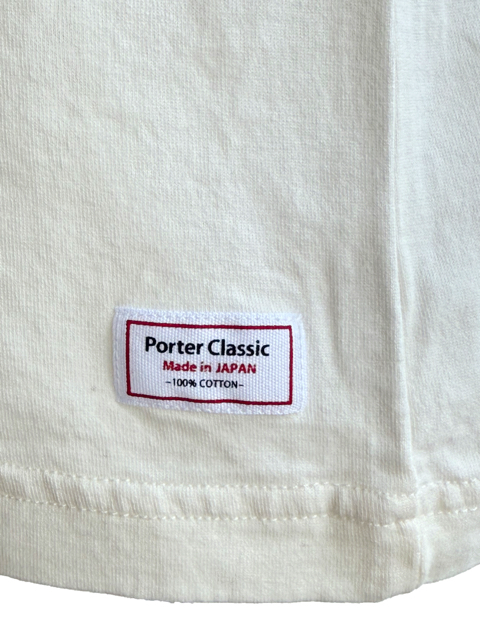 Porter Classic
Made in JAPAN
–100% COTTON–